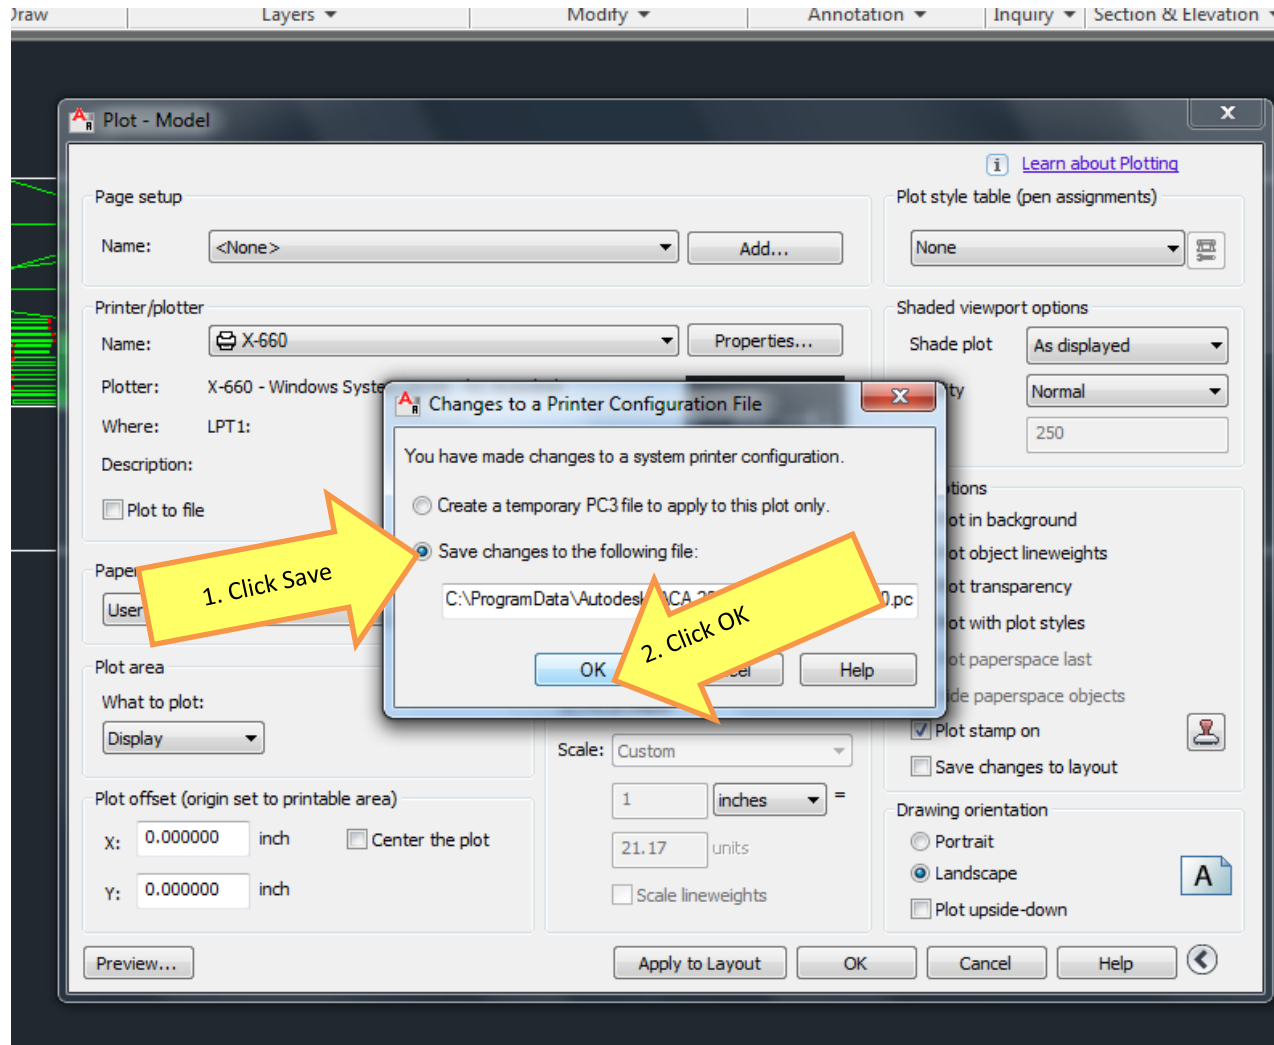 Draw Layers Modify Annotation Inquiry Section & Elevation
Plot - Model
Learn about Plotting
Page setup
Name: <None> Add...
Plot style table (pen assignments)
None
Printer/plotter
Name: X-660 Properties...
Plotter: X-660 - Windows Syste
Where: LPT1:
Description:
Plot to file
Shaded viewport options
Shade plot As displayed
ity Normal
250
Changes to a Printer Configuration File
You have made changes to a system printer configuration.
Create a temporary PC3 file to apply to this plot only.
Save changes to the following file:
C:\ProgramData\Autodesk ACA 20 0.pc
OK cel Help
1. Click Save
2. Click OK
Pape
User
tions
ot in background
ot object lineweights
ot transparency
ot with plot styles
ot paperspace last
ide paperspace objects
Plot stamp on
Save changes to layout
Plot area
What to plot:
Display
Scale: Custom
1 inches =
21.17 units
Scale lineweights
Plot offset (origin set to printable area)
X: 0.000000 inch Center the plot
Y: 0.000000 inch
Drawing orientation
Portrait
Landscape
A
Plot upside-down
Preview... Apply to Layout OK Cancel Help